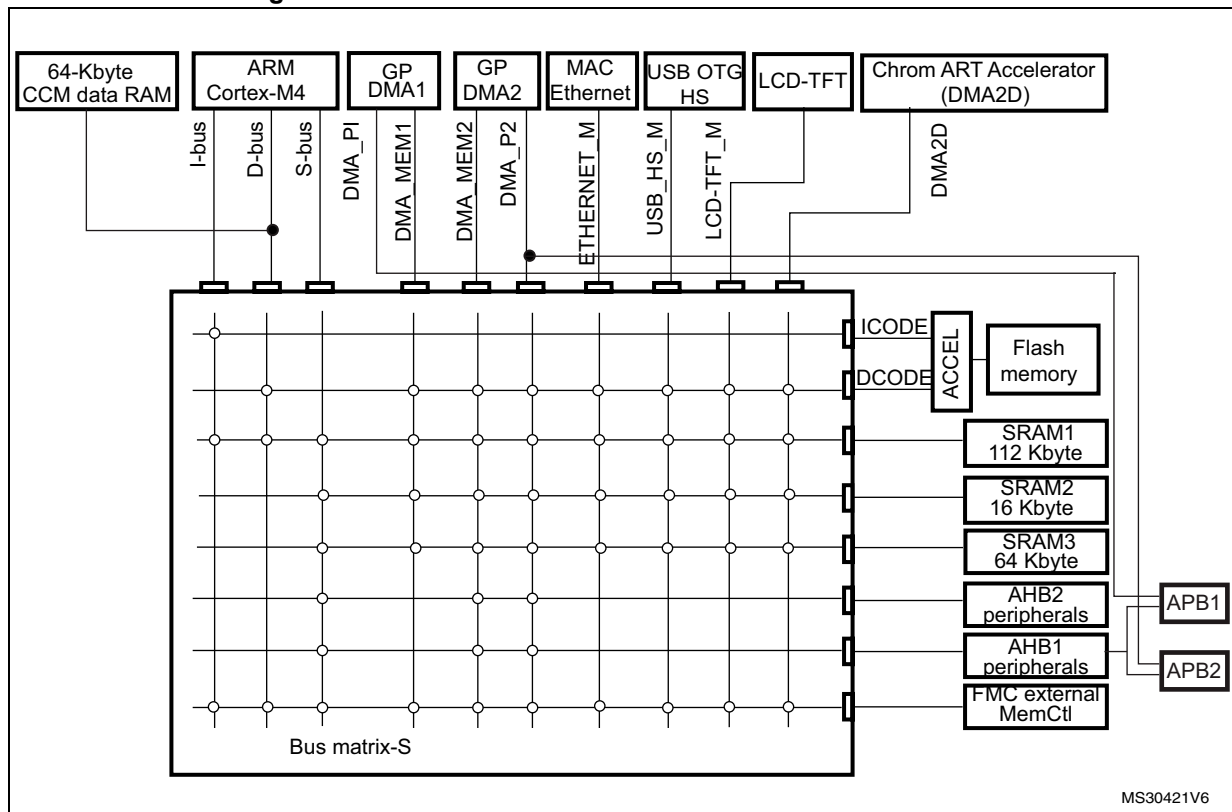 64-Kbyte
CCM data RAM
ARM
Cortex-M4
GP
DMA1
GP
DMA2
MAC
Ethernet
USB OTG
HS
LCD-TFT
Chrom ART Accelerator
(DMA2D)
I-bus
D-bus
S-bus
DMA_PI
DMA_MEM1
DMA_MEM2
DMA_P2
ETHERNET_M
USB_HS_M
LCD-TFT_M
DMA2D
ICODE
DCODE
ACCEL
Flash
memory
SRAM1
112 Kbyte
SRAM2
16 Kbyte
SRAM3
64 Kbyte
AHB2
peripherals
AHB1
peripherals
FMC external
MemCtl
APB1
APB2
Bus matrix-S
MS30421V6